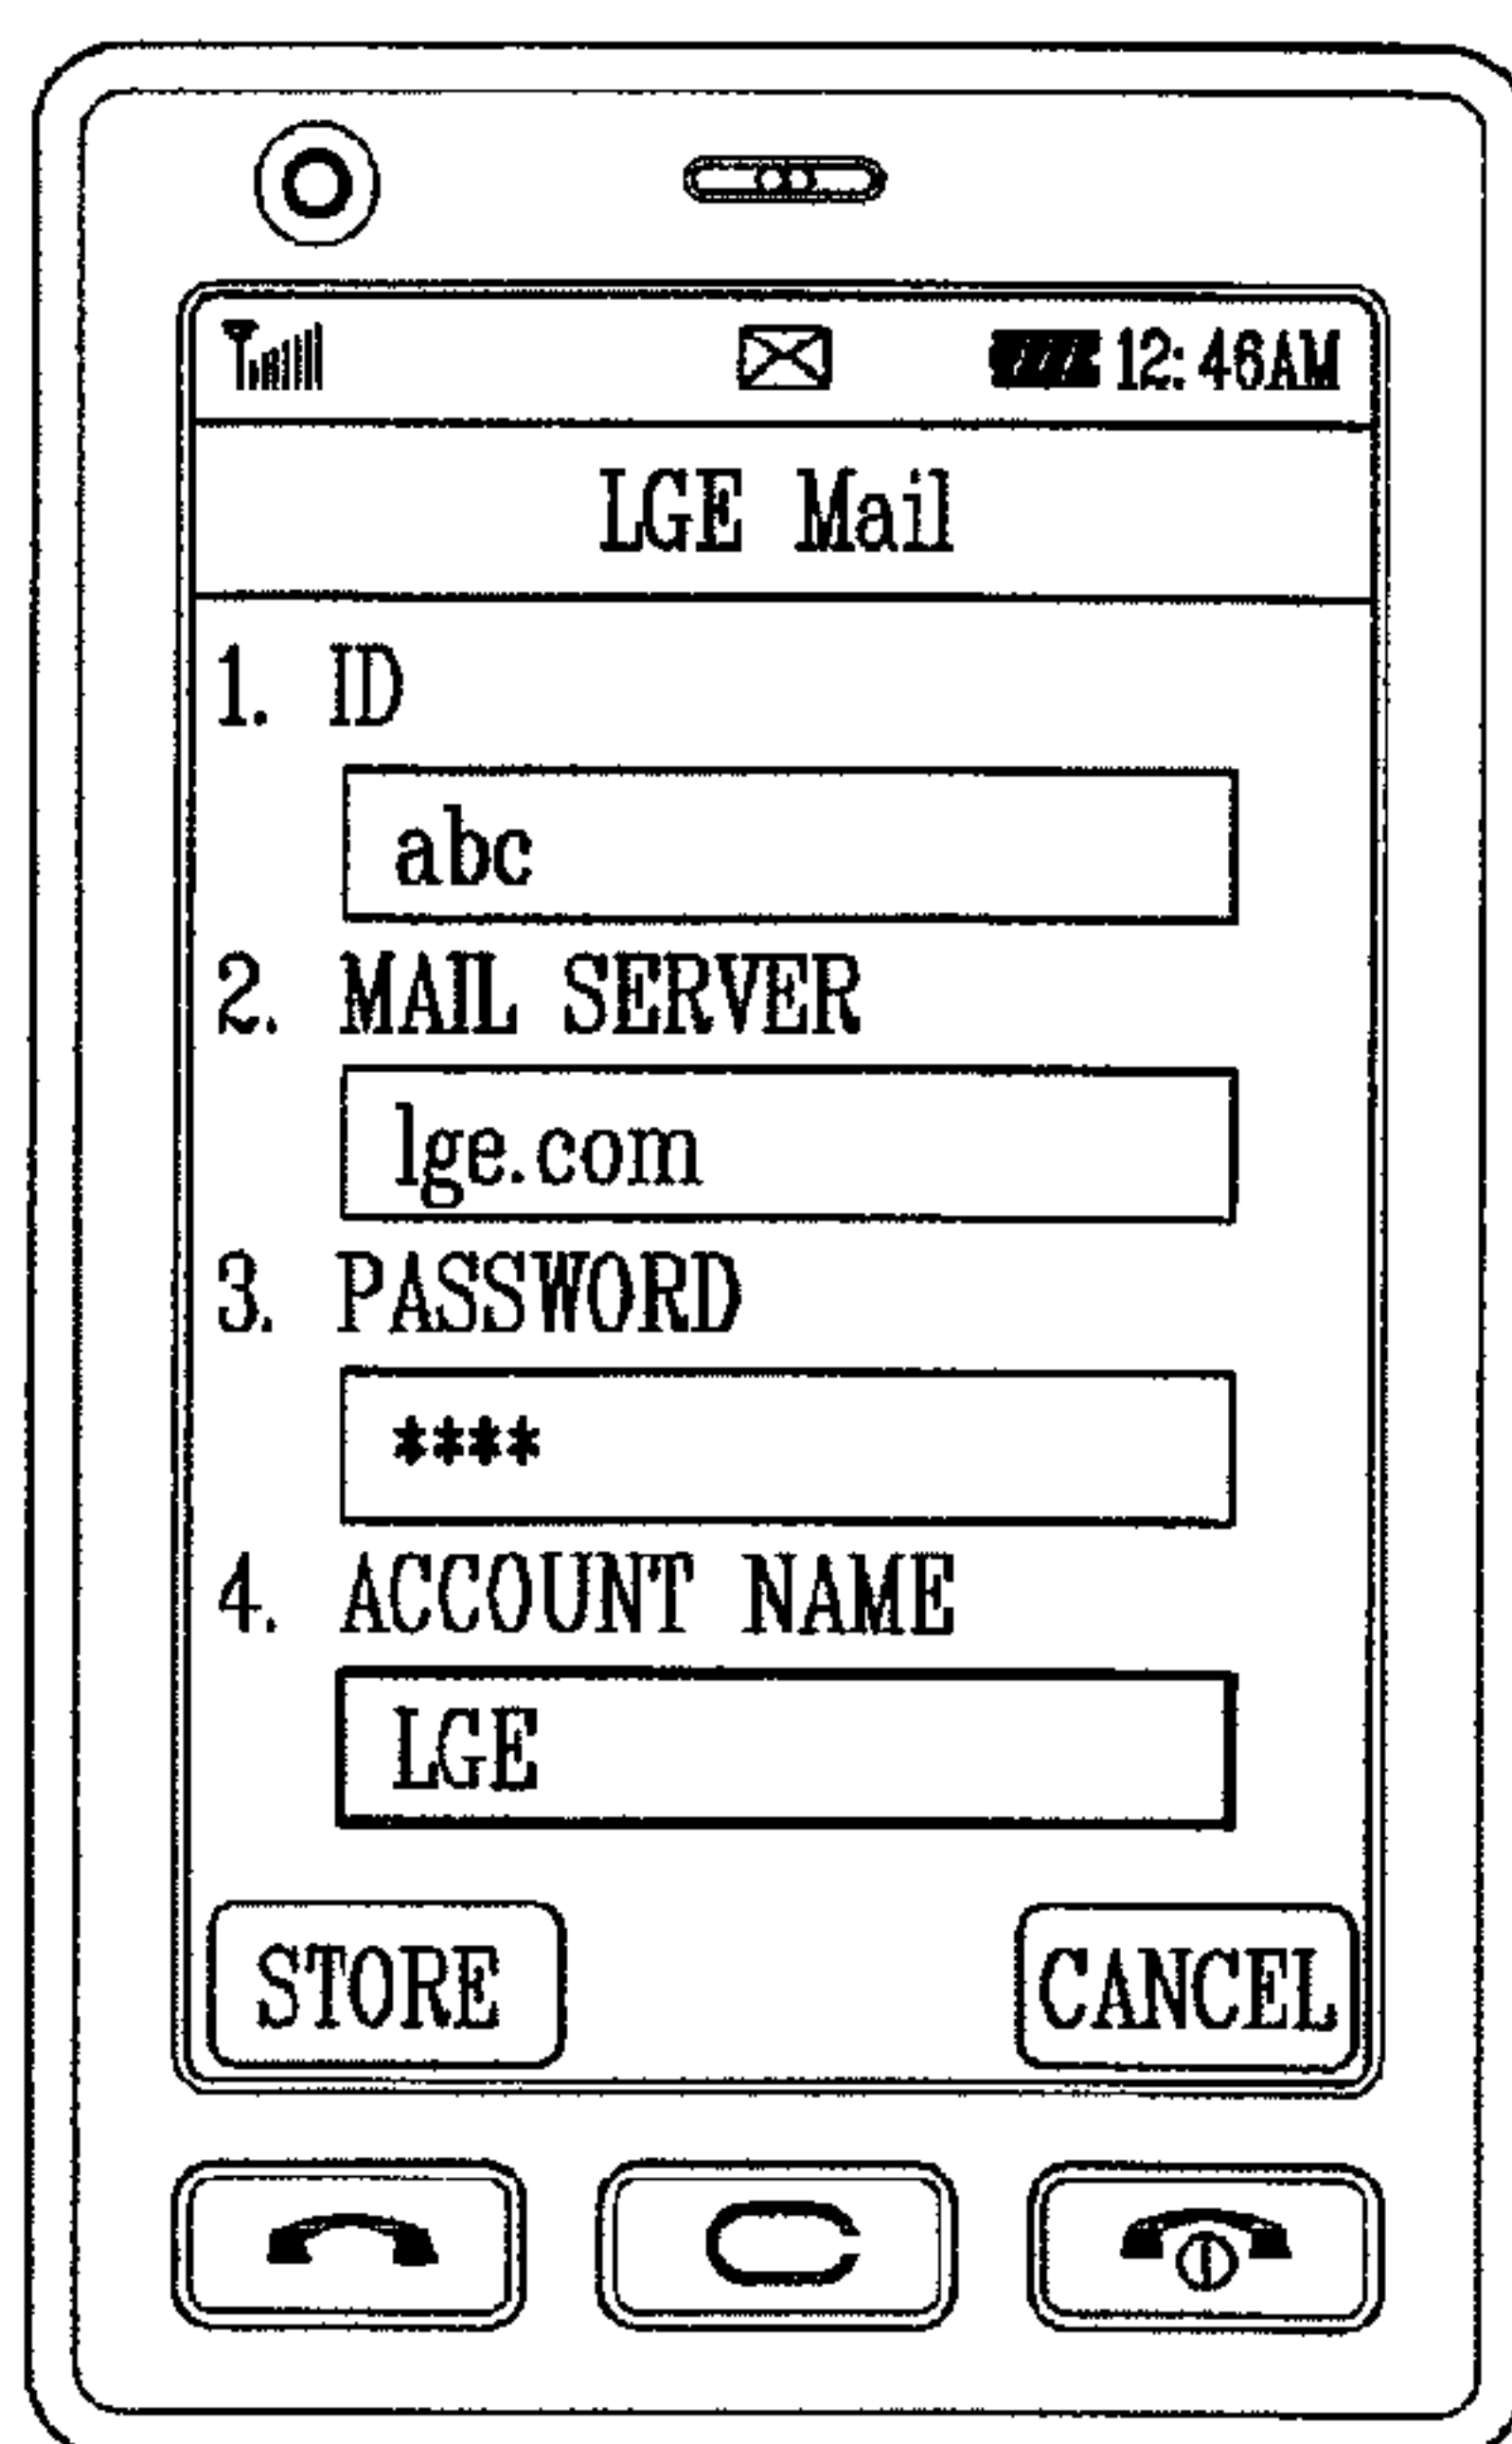 12:46AM
LGE Mail
1. ID
abc
2. MAIL SERVER
lge.com
3. PASSWORD
****
4. ACCOUNT NAME
LGE
STORE
CANCEL